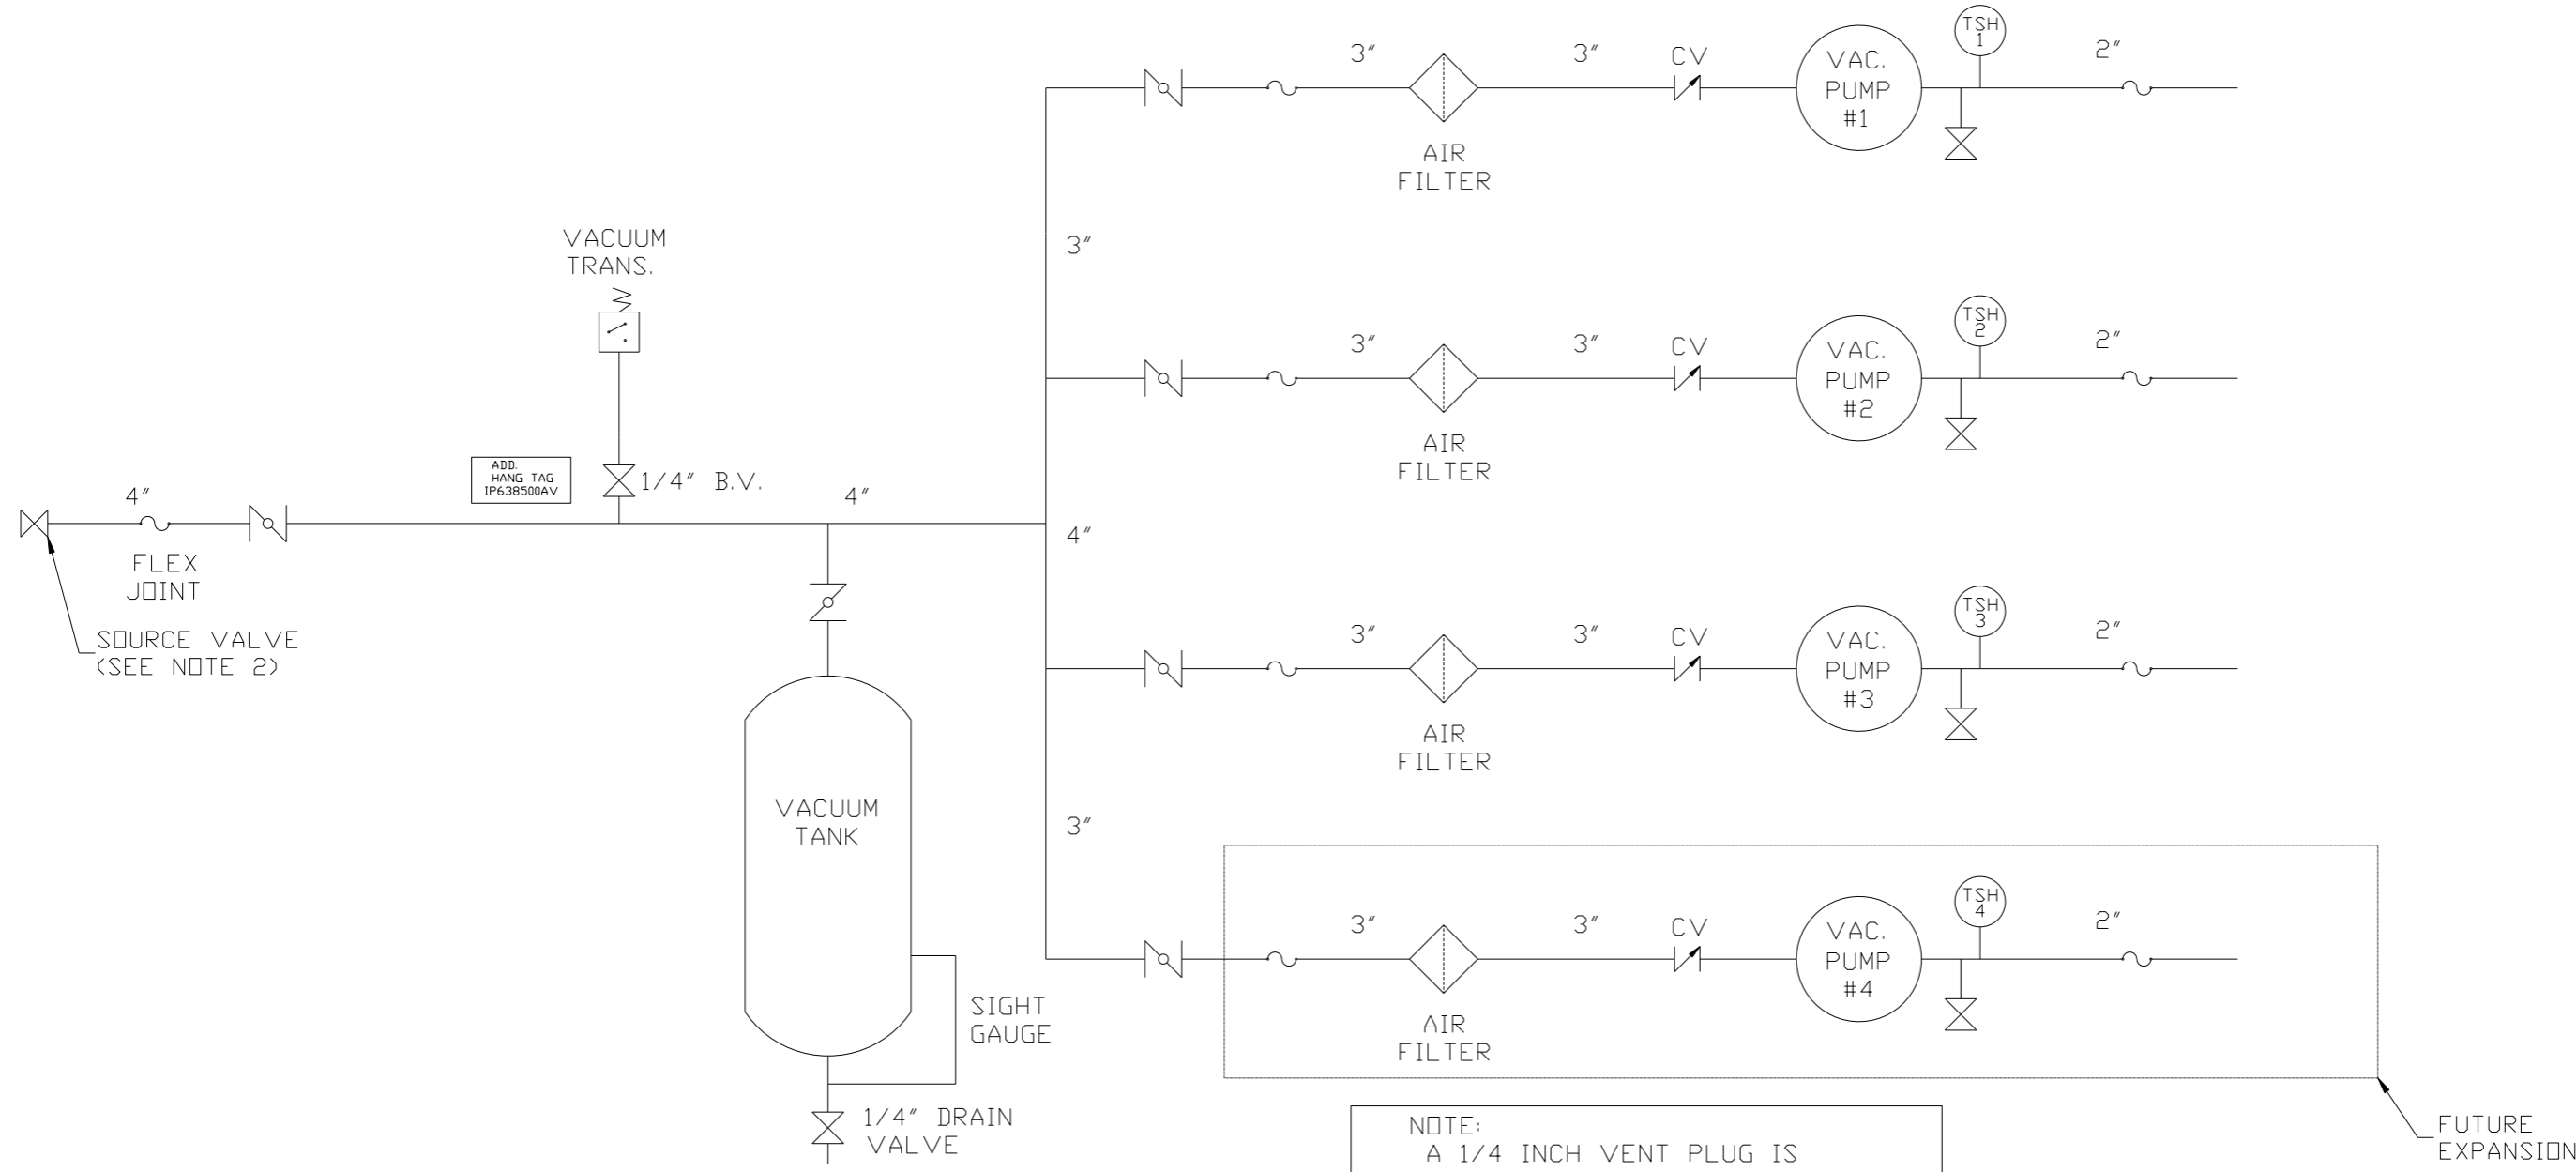 TSH
1
3"
3"
CV
VAC.
PUMP
#1
2"
AIR
FILTER
3"
VACUUM
TRANS.
TSH
2
3"
3"
CV
VAC.
PUMP
#2
2"
AIR
FILTER
ADD.
HANG TAG
IP638500AV
1/4" B.V.
4"
4"
4"
FLEX
JOINT
SOURCE VALVE
(SEE NOTE 2)
TSH
3
3"
3"
CV
VAC.
PUMP
#3
2"
AIR
FILTER
VACUUM
TANK
3"
TSH
4
3"
3"
CV
VAC.
PUMP
#4
2"
AIR
FILTER
SIGHT
GAUGE
1/4" DRAIN
VALVE
NOTE:
A 1/4 INCH VENT PLUG IS
FUTURE
EXPANSION